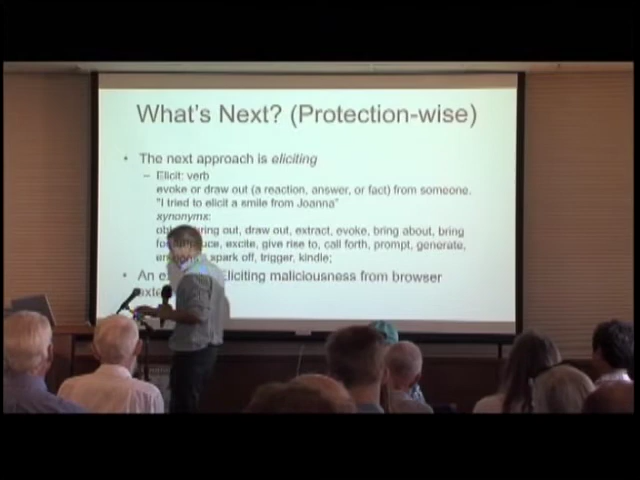 What's Next? (Protection-wise)
• The next approach is eliciting
– Elicit: verb
evoke or draw out (a reaction, answer, or fact) from someone.
"I tried to elicit a smile from Joanna"
synonyms:
out, draw out, extract, evoke, bring about, bring
excite, give rise to, call forth, prompt, generate,
spark off, trigger, kindle;
• An Eliciting maliciousness from browser